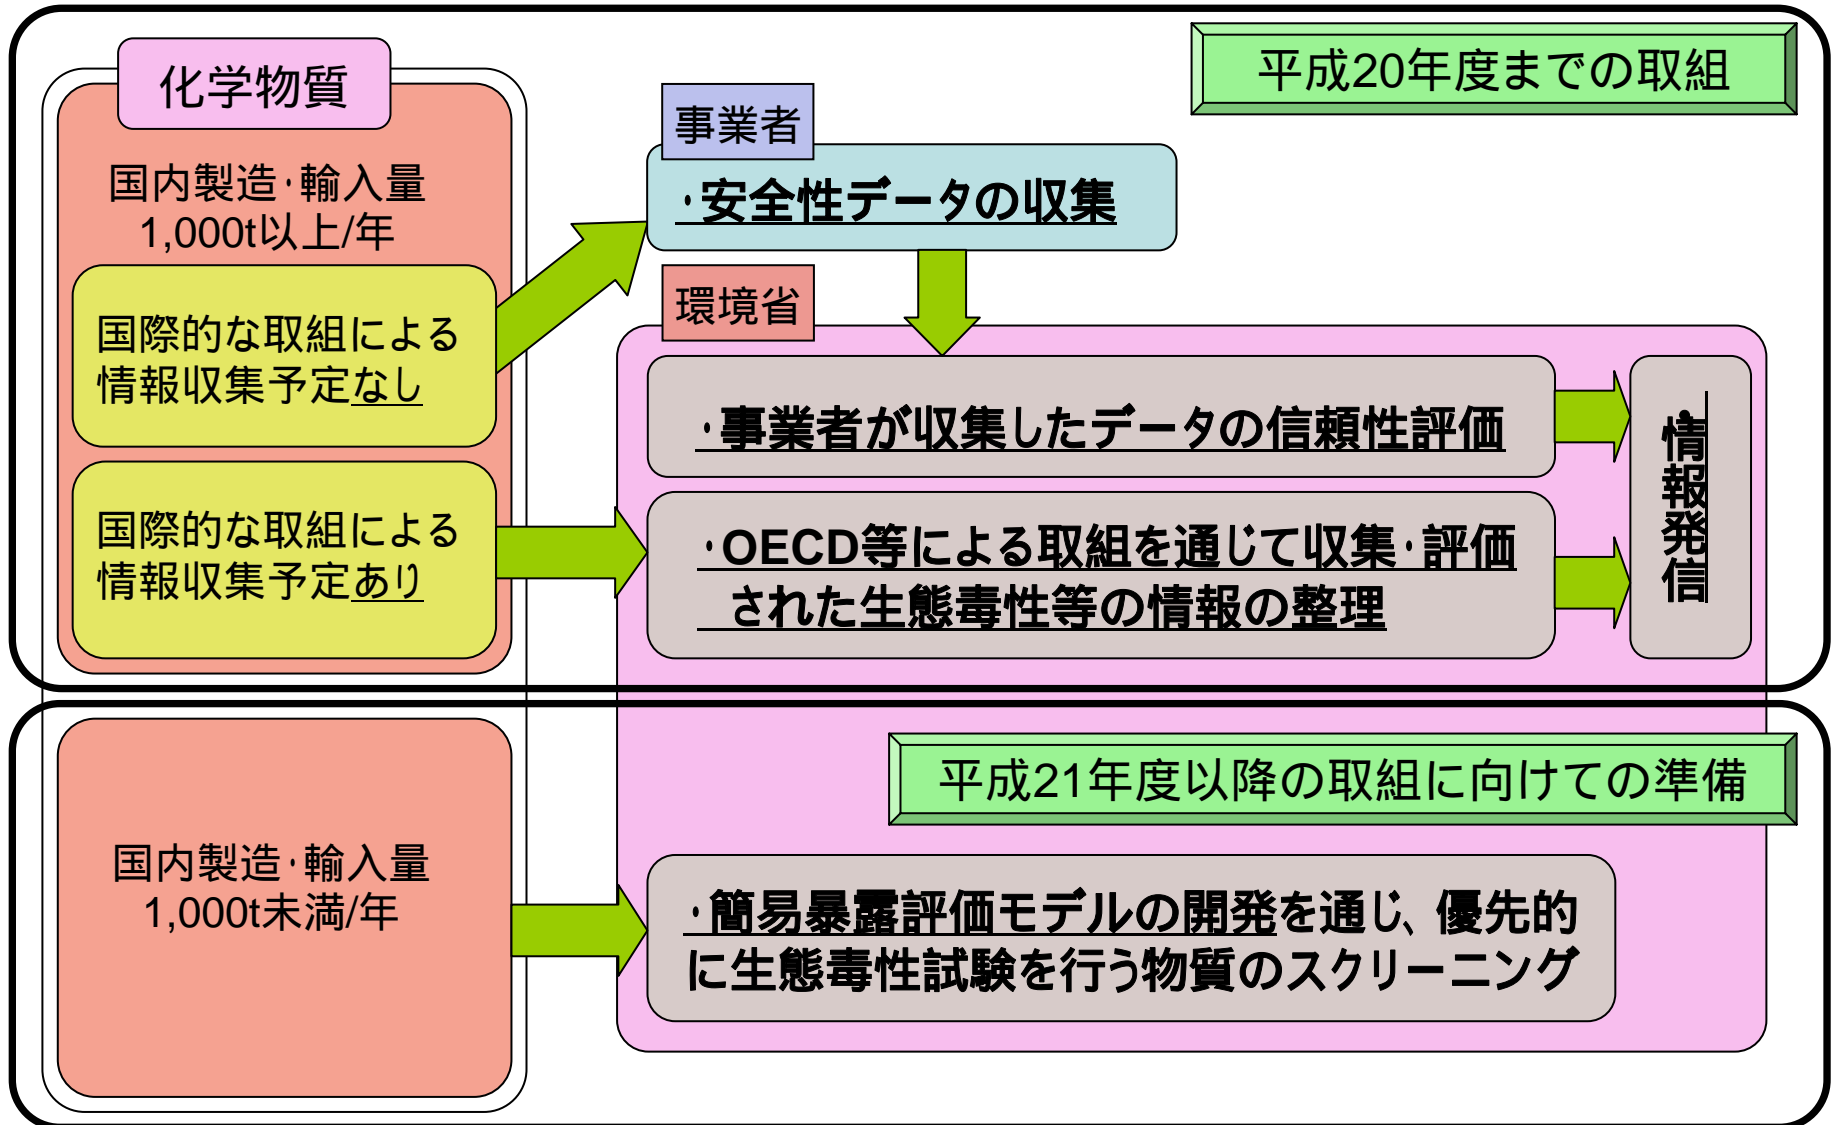 平成20年度までの取組
化学物質
国内製造・輸入量
1,000t以上/年
国際的な取組による
情報収集予定なし
国際的な取組による
情報収集予定あり
事業者
・安全性データの収集
環境省
・事業者が収集したデータの信頼性評価
・OECD等による取組を通じて収集・評価
された生態毒性等の情報の整理
・情報発信
平成21年度以降の取組に向けての準備
国内製造・輸入量
1,000t未満/年
・簡易暴露評価モデルの開発を通じ、優先的
に生態毒性試験を行う物質のスクリーニング